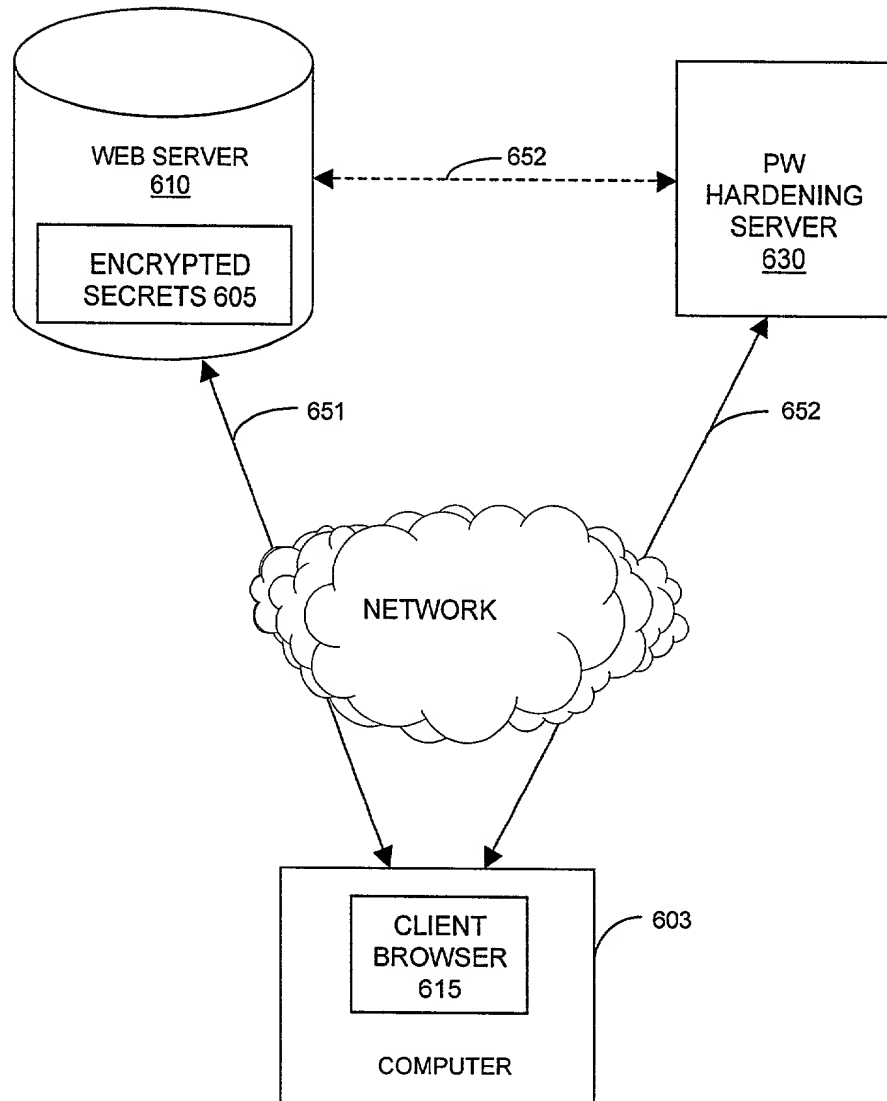 WEB SERVER
610
ENCRYPTED
SECRETS 605
652
PW
HARDENING
SERVER
630
651
652
NETWORK
CLIENT
BROWSER
615
603
COMPUTER